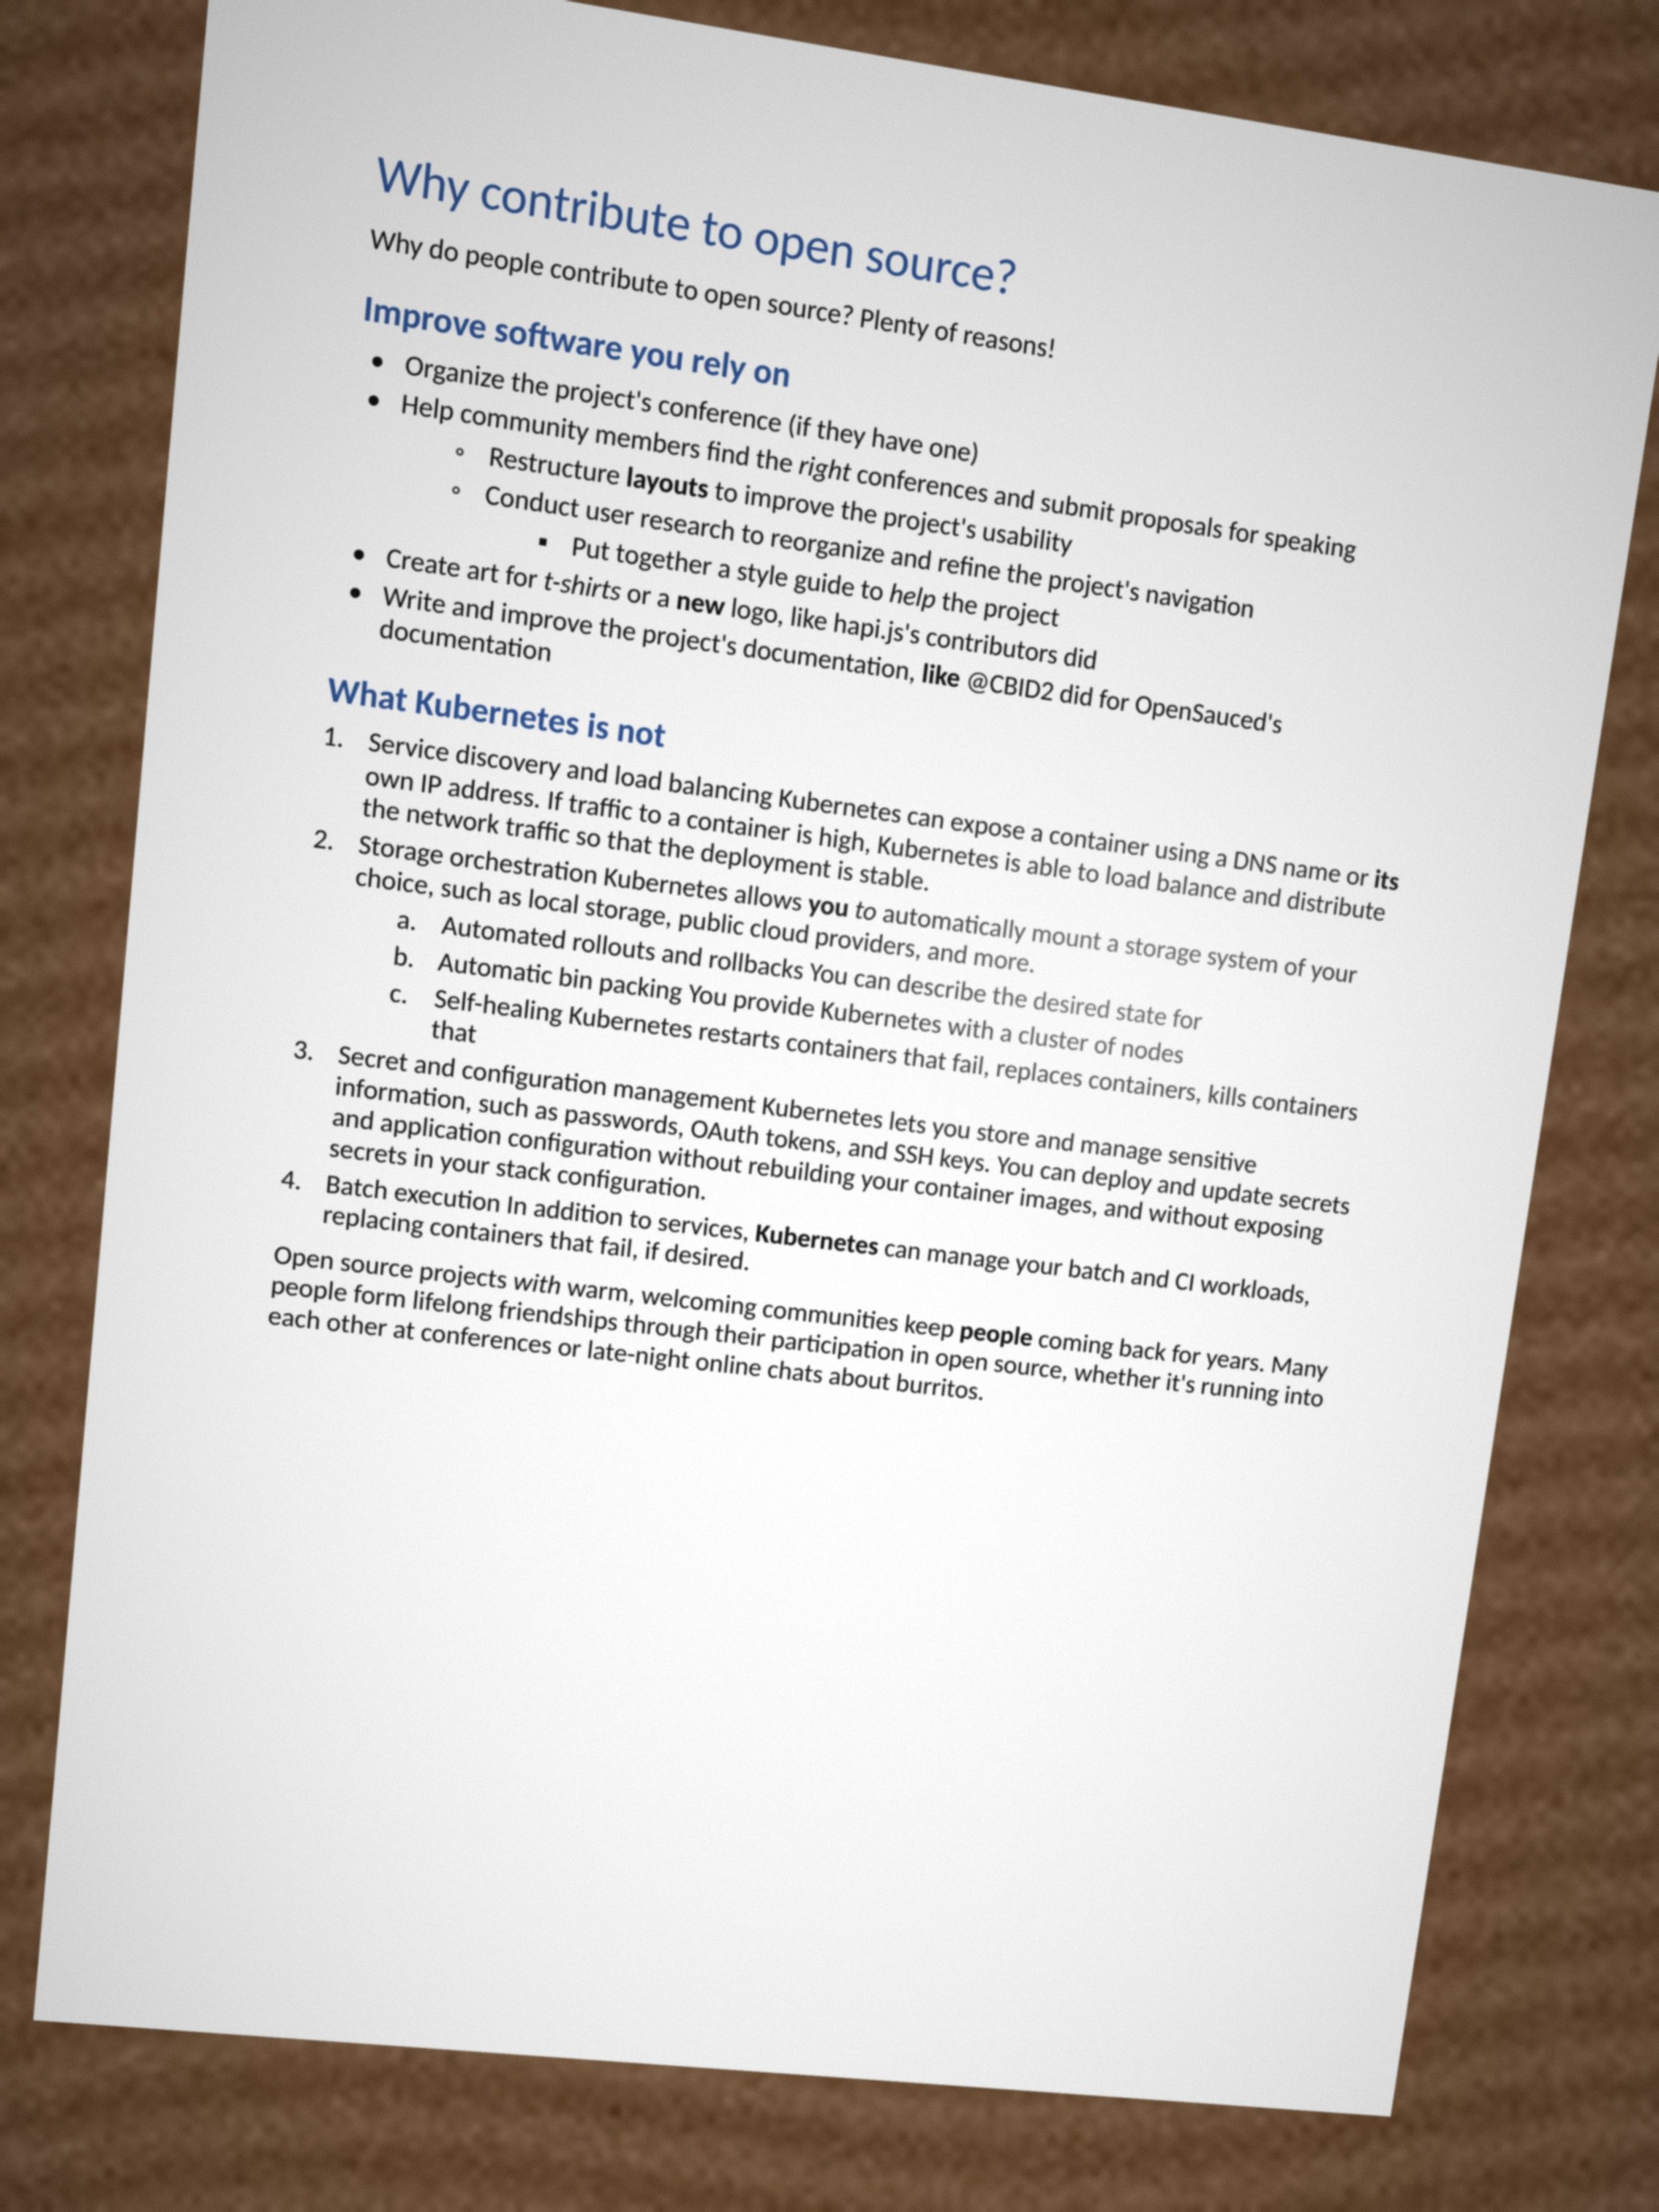 Why contribute to open source?
Why do people contribute to open source? Plenty of reasons!
Improve software you rely on
• Organize the project's conference (if they have one)
• Help community members find the right conferences and submit proposals for speaking
◦ Restructure layouts to improve the project's usability
◦ Conduct user research to reorganize and refine the project's navigation
▪ Put together a style guide to help the project
• Create art for t-shirts or a new logo, like hapi.js's contributors did
• Write and improve the project's documentation, like @CBID2 did for OpenSauced's
documentation
What Kubernetes is not
1. Service discovery and load balancing Kubernetes can expose a container using a DNS name or its
own IP address. If traffic to a container is high, Kubernetes is able to load balance and distribute
the network traffic so that the deployment is stable.
2. Storage orchestration Kubernetes allows you to automatically mount a storage system of your
choice, such as local storage, public cloud providers, and more.
a. Automated rollouts and rollbacks You can describe the desired state for
b. Automatic bin packing You provide Kubernetes with a cluster of nodes
c. Self-healing Kubernetes restarts containers that fail, replaces containers, kills containers
that
3. Secret and configuration management Kubernetes lets you store and manage sensitive
information, such as passwords, OAuth tokens, and SSH keys. You can deploy and update secrets
and application configuration without rebuilding your container images, and without exposing
secrets in your stack configuration.
4. Batch execution In addition to services, Kubernetes can manage your batch and CI workloads,
replacing containers that fail, if desired.
Open source projects with warm, welcoming communities keep people coming back for years. Many
people form lifelong friendships through their participation in open source, whether it's running into
each other at conferences or late-night online chats about burritos.